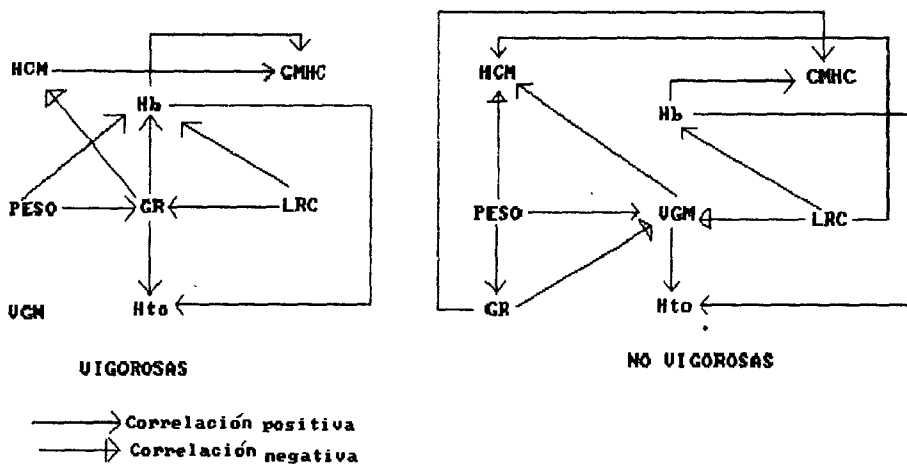 HCM
CMHC
Hb
PESO
GR
LRC
VGM
Hto
VIGOROSAS
HCM
CMHC
Hb
PESO
VGM
LRC
GR
Hto
NO VIGOROSAS
Correlación positiva
Correlación negativa